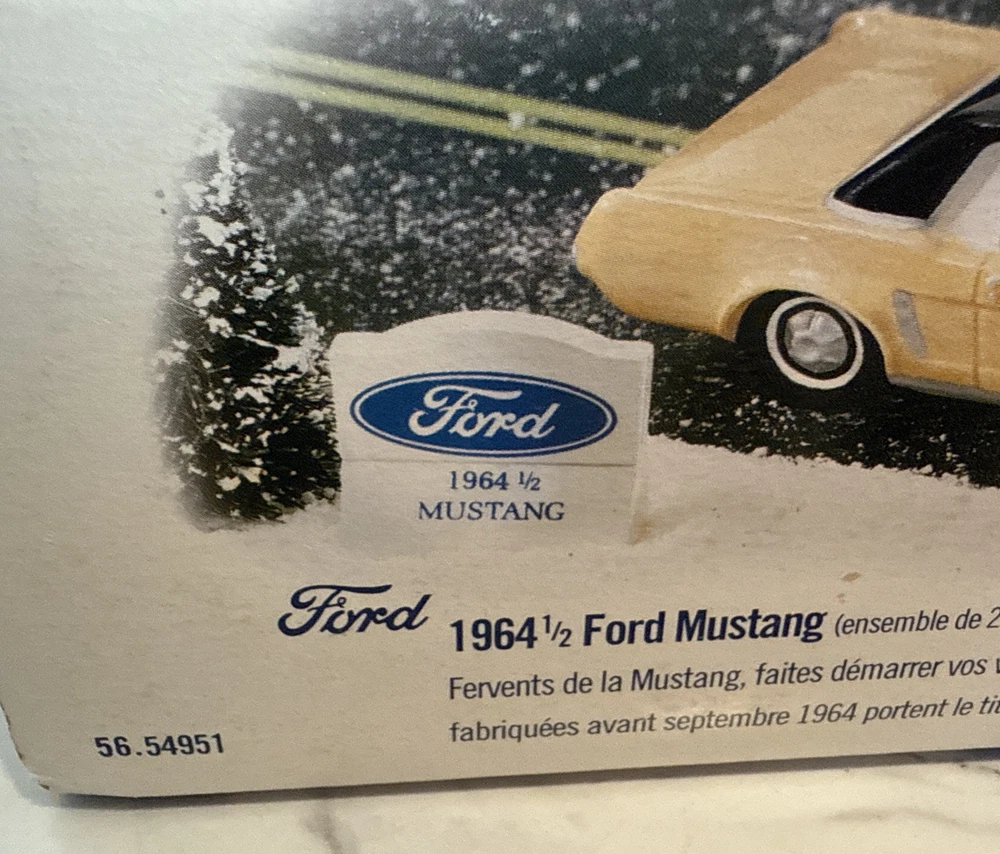 Ford
1964 ½
MUSTANG
Ford
1964½ Ford Mustang (ensemble de 2
Fervents de la Mustang, faites démarrer vos
fabriquées avant septembre 1964 portent le
56.54951